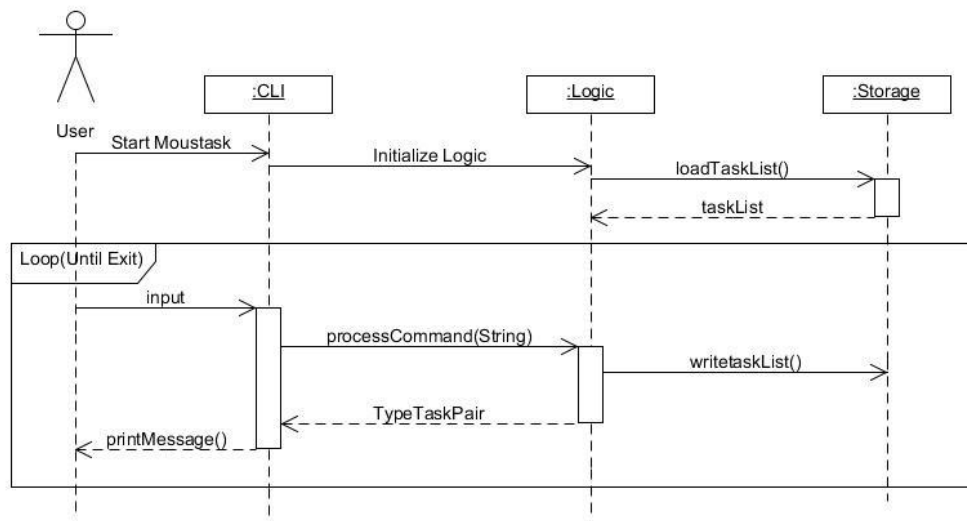 :CLI
:Logic
:Storage
User
Start Moustask
Initialize Logic
loadTaskList()
taskList
Loop(Until Exit)
input
processCommand(String)
writetaskList()
TypeTaskPair
printMessage()